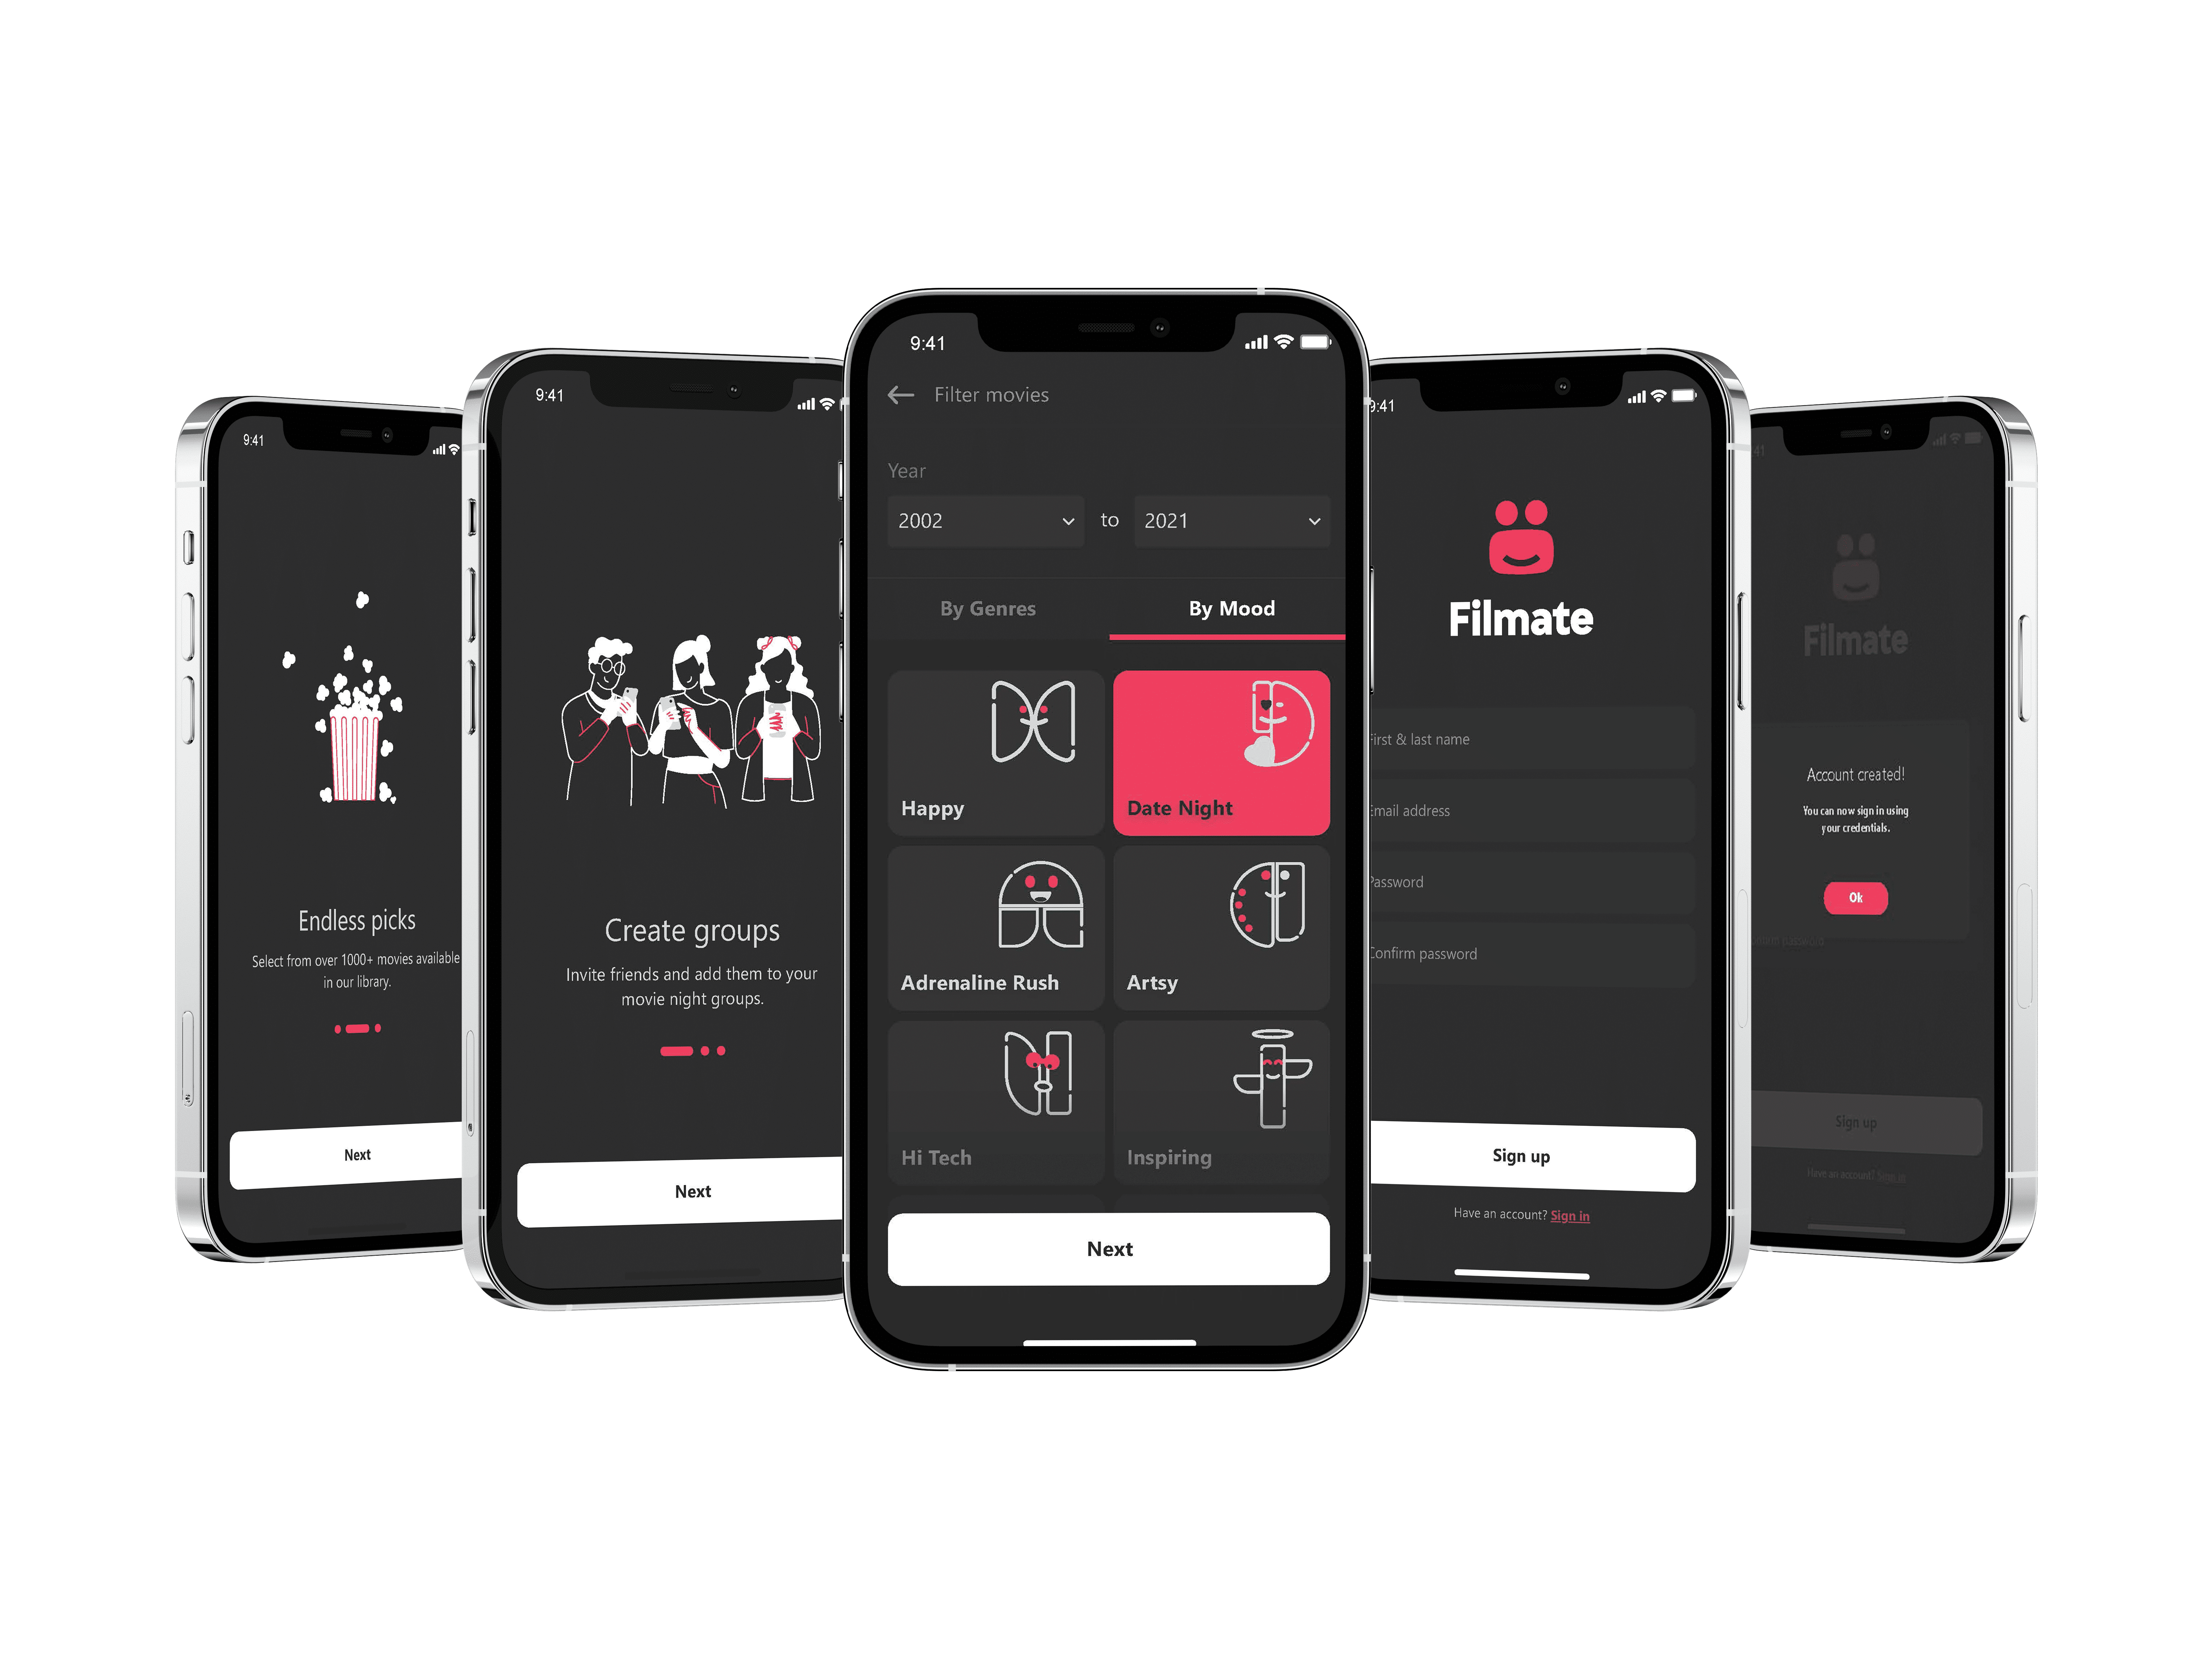 9:41
Endless picks
Select from over 1000+ movies available
in our library.
Next
9:41
Create groups
Invite friends and add them to your
movie night groups.
Next
9:41
Filter movies
Year
2002 to 2021
By Genres By Mood
Happy Date Night
Adrenaline Rush Artsy
Hi Tech Inspiring
Next
9:41
Filmate
First & last name
Email address
Password
Confirm password
Sign up
Have an account? Sign in
41
Filmate
Account created!
You can now sign in using
your credentials.
Ok
onfirm password
Sign up
Have an account? Sign in